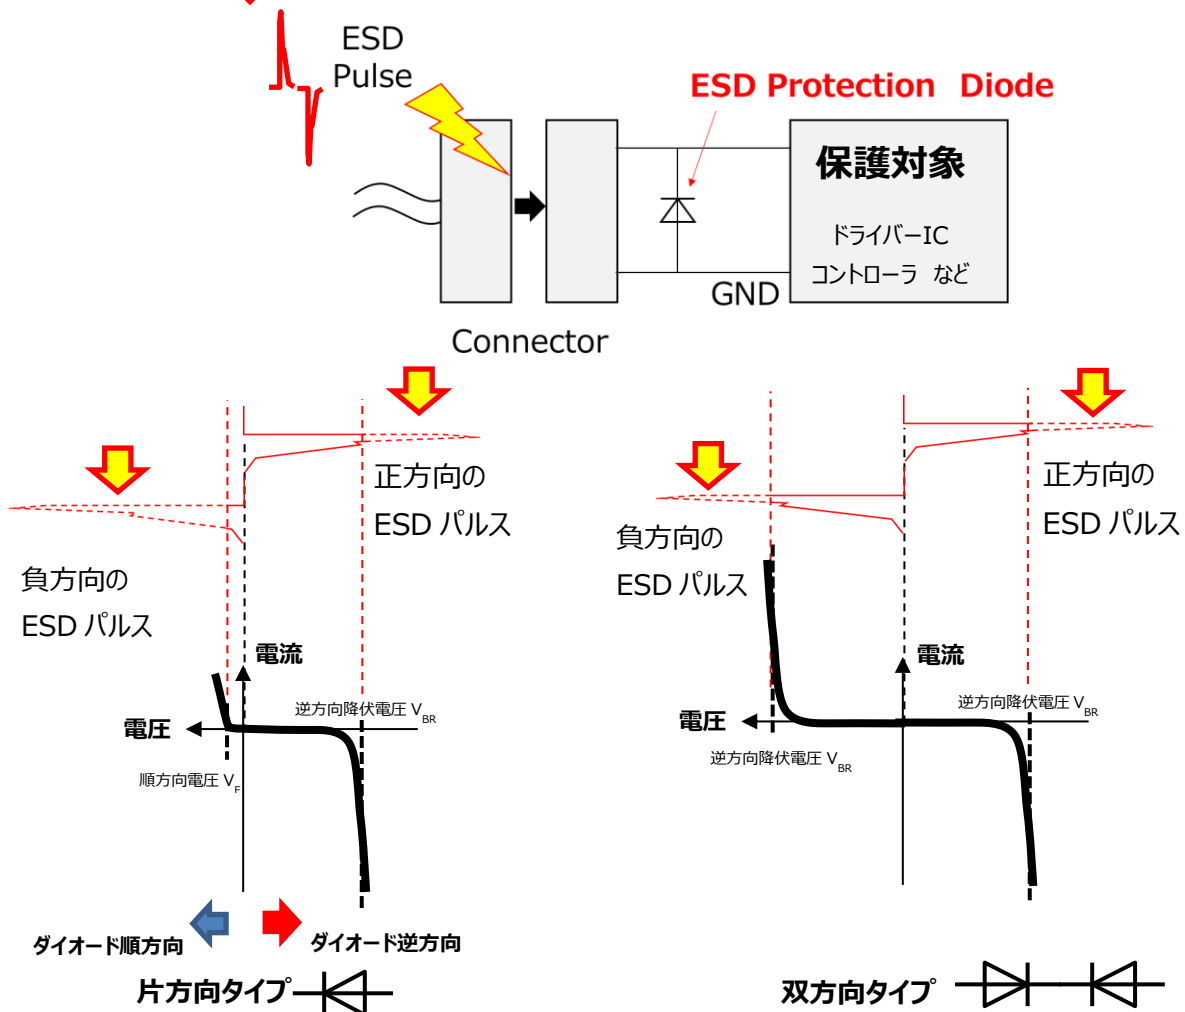 ESD
Pulse
ESD Protection Diode
保護対象
ドライバーIC
コントローラ など
GND
Connector
正方向の
ESD パルス
負方向の
ESD パルス
電流
逆方向降伏電圧 VBR
電圧
順方向電圧 VF
ダイオード順方向
ダイオード逆方向
片方向タイプ
正方向の
ESD パルス
負方向の
ESD パルス
電流
逆方向降伏電圧 VBR
電圧
逆方向降伏電圧 VBR
双方向タイプ